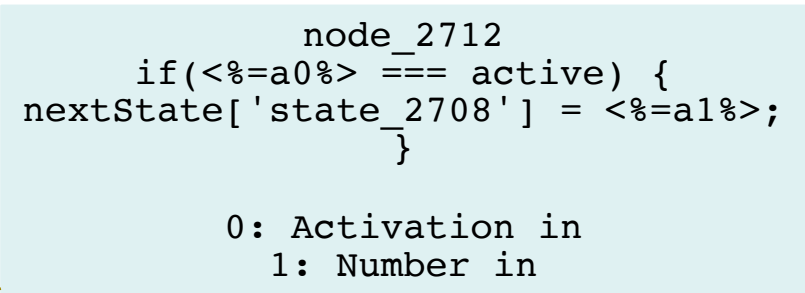 node_2712
if(<%=a0%> === active) {
nextState['state_2708'] = <%=a1%>;
}
0: Activation in
1: Number in